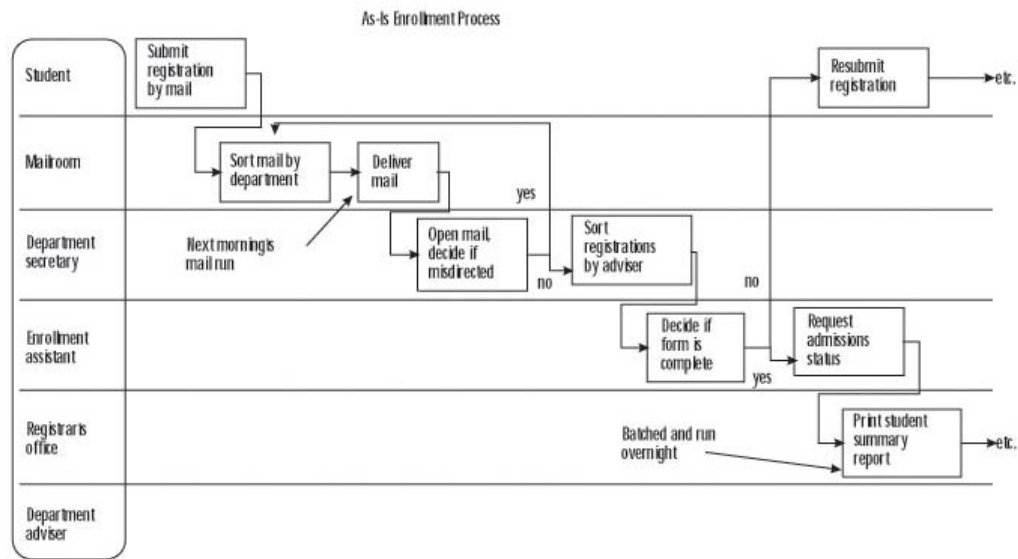 As-Is Enrollment Process
Student
Submit
registration
by mail
Resubmit
registration
etc.
Mailroom
Sort mail by
department
Deliver
mail
yes
Next morningis
mail run
Department
secretary
Open mail,
decide if
misdirected
no
Sort
registrations
by adviser
no
Enrollment
assistant
Decide if
form is
complete
yes
Request
admissions
status
Registraris
office
Batched and run
overnight
Print student
summary
report
etc.
Department
adviser